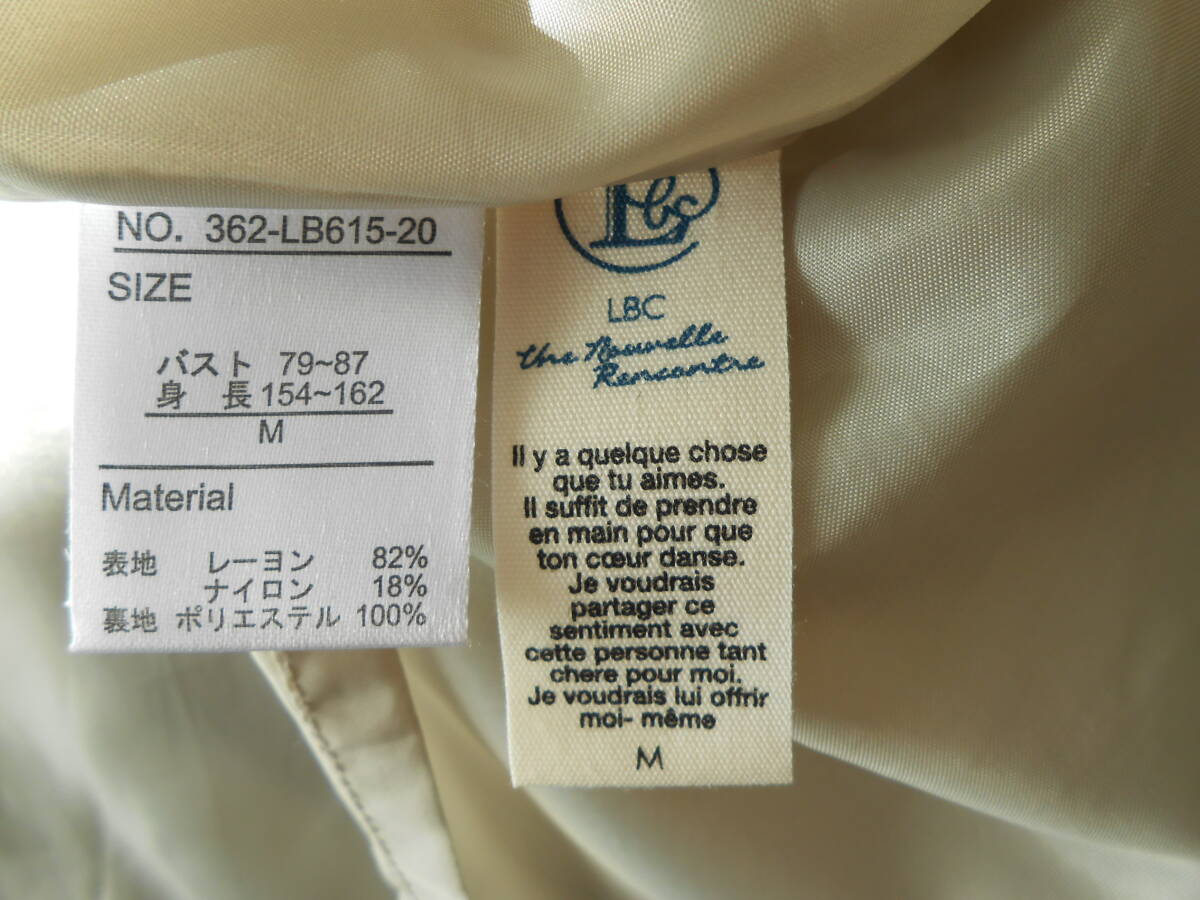 NO. 362-LB615-20
SIZE
バスト 79~87
身 長 154~162
M
Material
表地 レーヨン 82%
ナイロン 18%
裏地 ポリエステル 100%
Lbc
LBC
Une Nouvelle
Rencontre
Il y a quelque chose
que tu aimes.
Il suffit de prendre
en main pour que
ton cœur danse.
Je voudrais
partager ce
sentiment avec
cette personne tant
chere pour moi.
Je voudrais lui offrir
moi- même
M